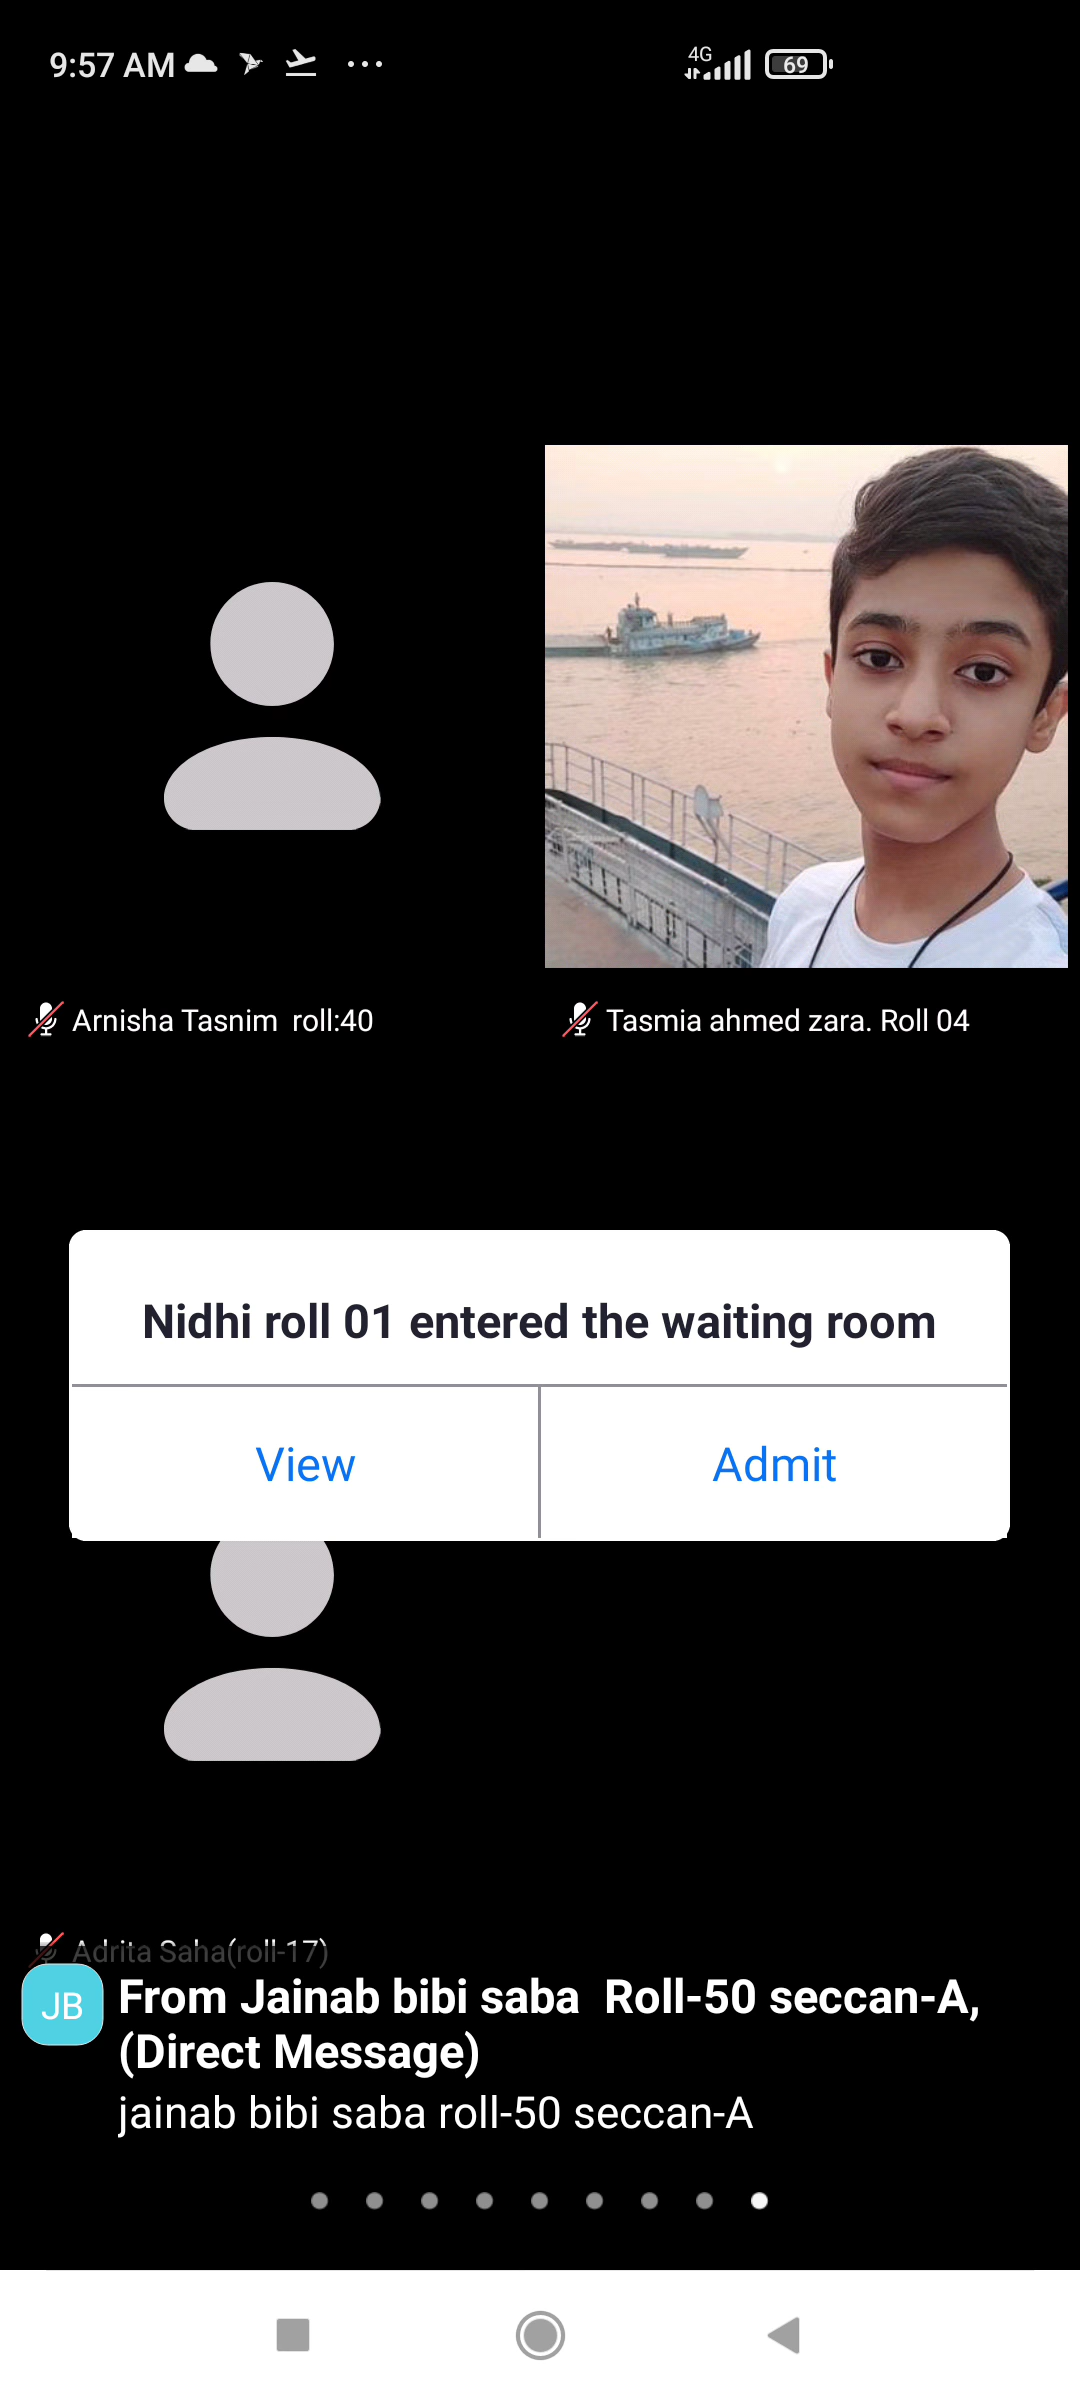 9:57 AM
4G
69
Arnisha Tasnim  roll:40
Tasmia ahmed zara. Roll 04
Nidhi roll 01 entered the waiting room
View
Admit
Adrita Saha(roll-17)
JB
From Jainab bibi saba  Roll-50 seccan-A,
(Direct Message)
jainab bibi saba roll-50 seccan-A